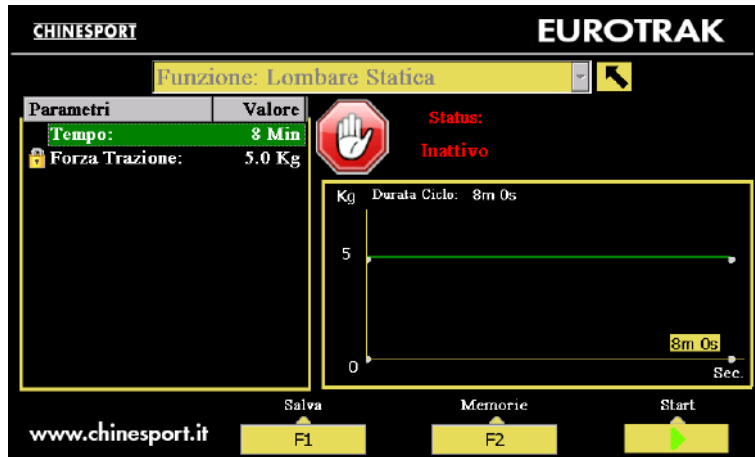 CHINESPORT
EUROTRAK
Funzione: Lombare Statica
Parametri Valore
Tempo: 8 Min
Forza Trazione: 5.0 Kg
Status:
Inattivo
Kg Durata Ciclo: 8m 0s
5
8m 0s
0
Sec.
Salva Memorie Start
www.chinesport.it F1 F2